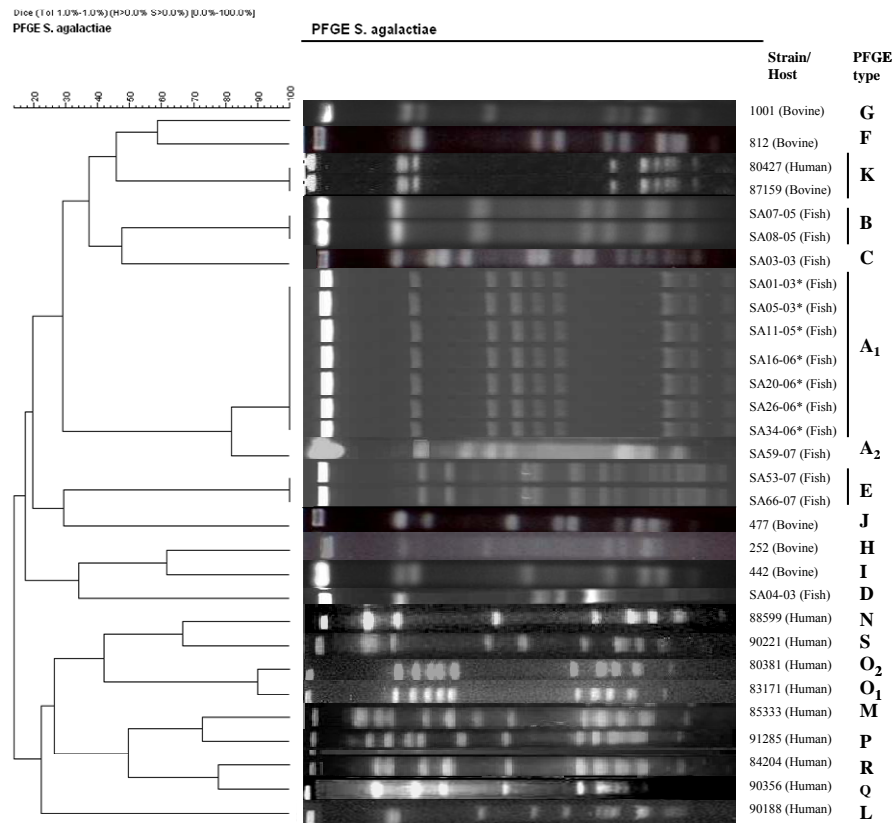 Dice (Tol 1.0%-1.0%) (H>0.0% S>0.0%) [0.0%-100.0%]
PFGE S. agalactiae
PFGE S. agalactiae
Strain/ Host
PFGE type
20 30 40 50 60 70 80 90 100
1001 (Bovine) G
812 (Bovine) F
80427 (Human) K
87159 (Bovine)
SA07-05 (Fish) B
SA08-05 (Fish)
SA03-03 (Fish) C
SA01-03* (Fish)
SA05-03* (Fish)
SA11-05* (Fish)
A1
SA16-06* (Fish)
SA20-06* (Fish)
SA26-06* (Fish)
SA34-06* (Fish)
SA59-07 (Fish) A2
SA53-07 (Fish) E
SA66-07 (Fish)
477 (Bovine) J
252 (Bovine) H
442 (Bovine) I
SA04-03 (Fish) D
88599 (Human) N
90221 (Human) S
80381 (Human) O2
83171 (Human) O1
85333 (Human) M
91285 (Human) P
84204 (Human) R
90356 (Human) Q
90188 (Human) L